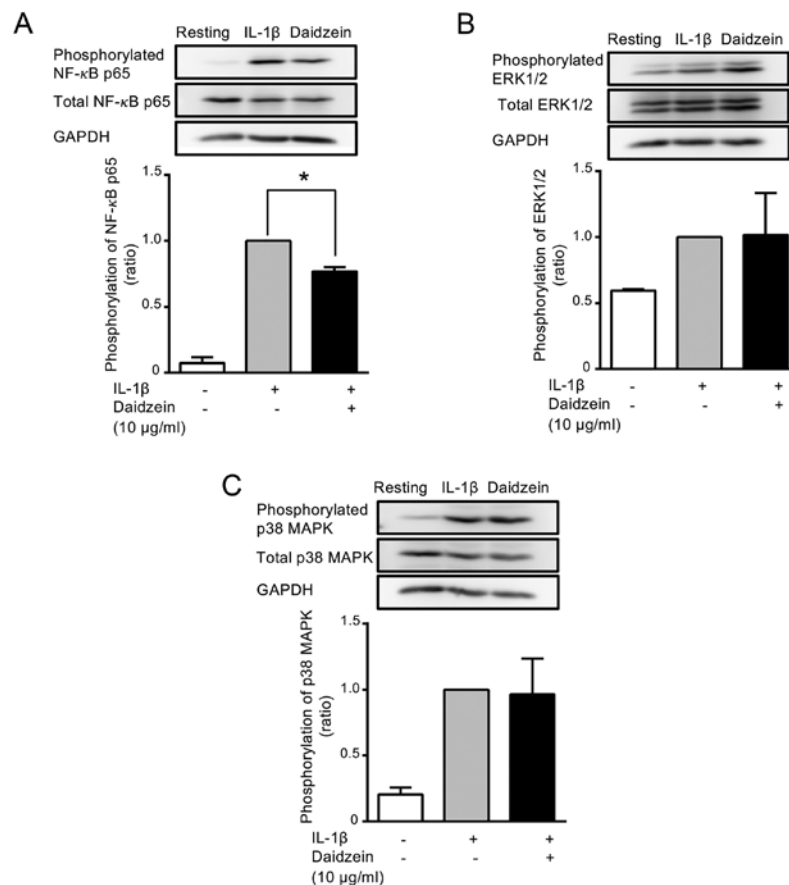 A
Resting IL-1β Daidzein
Phosphorylated
NF-κB p65
Total NF-κB p65
GAPDH
Phosphorylation of NF-κB p65
(ratio)
1.5
1.0
0.5
0
*
IL-1β - + +
Daidzein - - +
(10 µg/ml)
B
Resting IL-1β Daidzein
Phosphorylated
ERK1/2
Total ERK1/2
GAPDH
Phosphorylation of ERK1/2
(ratio)
1.5
1.0
0.5
0
IL-1β - + +
Daidzein - - +
(10 µg/ml)
C
Resting IL-1β Daidzein
Phosphorylated
p38 MAPK
Total p38 MAPK
GAPDH
Phosphorylation of p38 MAPK
(ratio)
1.5
1.0
0.5
0
IL-1β - + +
Daidzein - - +
(10 µg/ml)